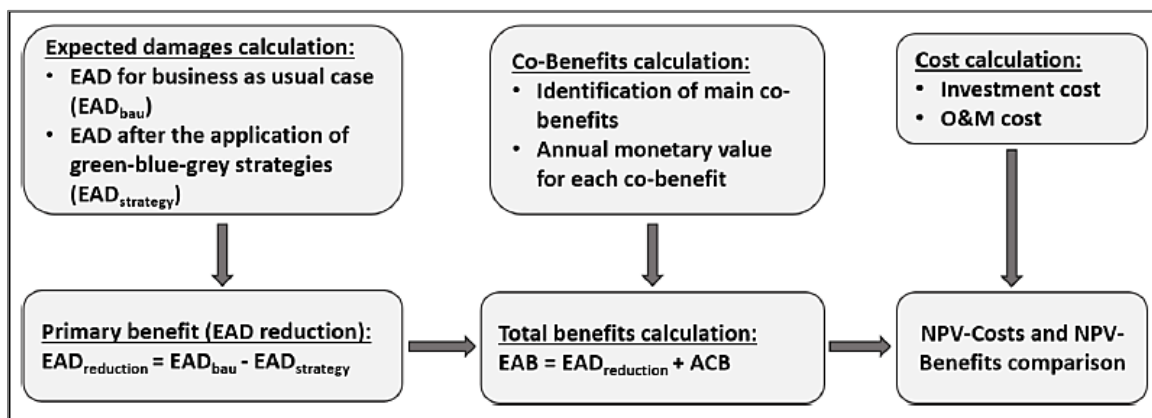 Expected damages calculation:
• EAD for business as usual case
(EADbau)
• EAD after the application of
green-blue-grey strategies
(EADstrategy)
Co-Benefits calculation:
• Identification of main co-
benefits
• Annual monetary value
for each co-benefit
Cost calculation:
• Investment cost
• O&M cost
Primary benefit (EAD reduction):
EADreduction = EADbau - EADstrategy
Total benefits calculation:
EAB = EADreduction + ACB
NPV-Costs and NPV-
Benefits comparison